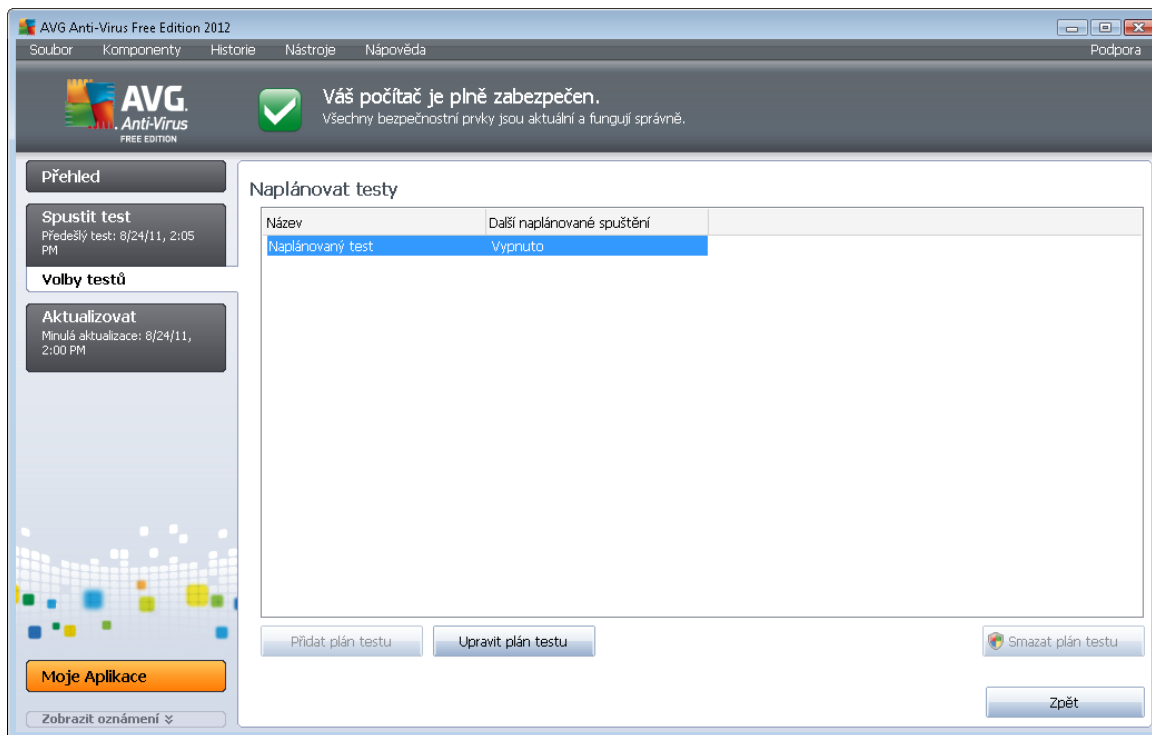 AVG Anti-Virus Free Edition 2012
Soubor Komponenty Historie Nástroje Nápověda Podpora
AVG.
Anti-Virus
FREE EDITION
Váš počítač je plně zabezpečen.
Všechny bezpečnostní prvky jsou aktuální a fungují správně.
Přehled
Spustit test
Předešlý test: 8/24/11, 2:05
PM
Volby testů
Aktualizovat
Minulá aktualizace: 8/24/11,
2:00 PM
Moje Aplikace
Zobrazit oznámení
Naplánovat testy
Název Další naplánované spuštění
Naplánovaný test Vypnuto
Přidat plán testu Upravit plán testu Smazat plán testu
Zpět